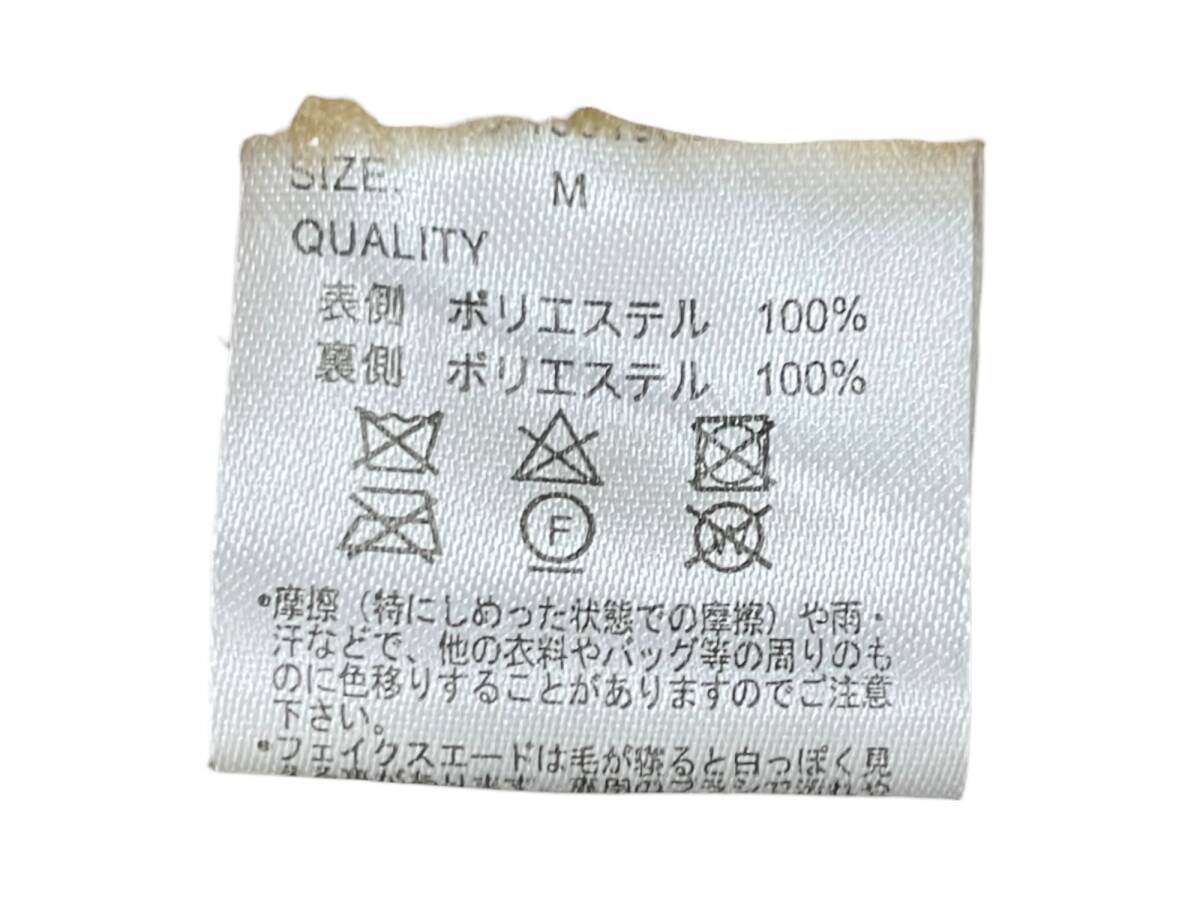 SIZE. M
QUALITY
表側 ポリエステル 100%
裏側 ポリエステル 100%
F
W
•摩擦（特にしめった状態での摩擦）や雨・
汗などで、他の衣料やバッグ等の周りのも
のに色移りすることがありますのでご注意
下さい。
•フェイクスエードは毛が寝ると白っぽく見